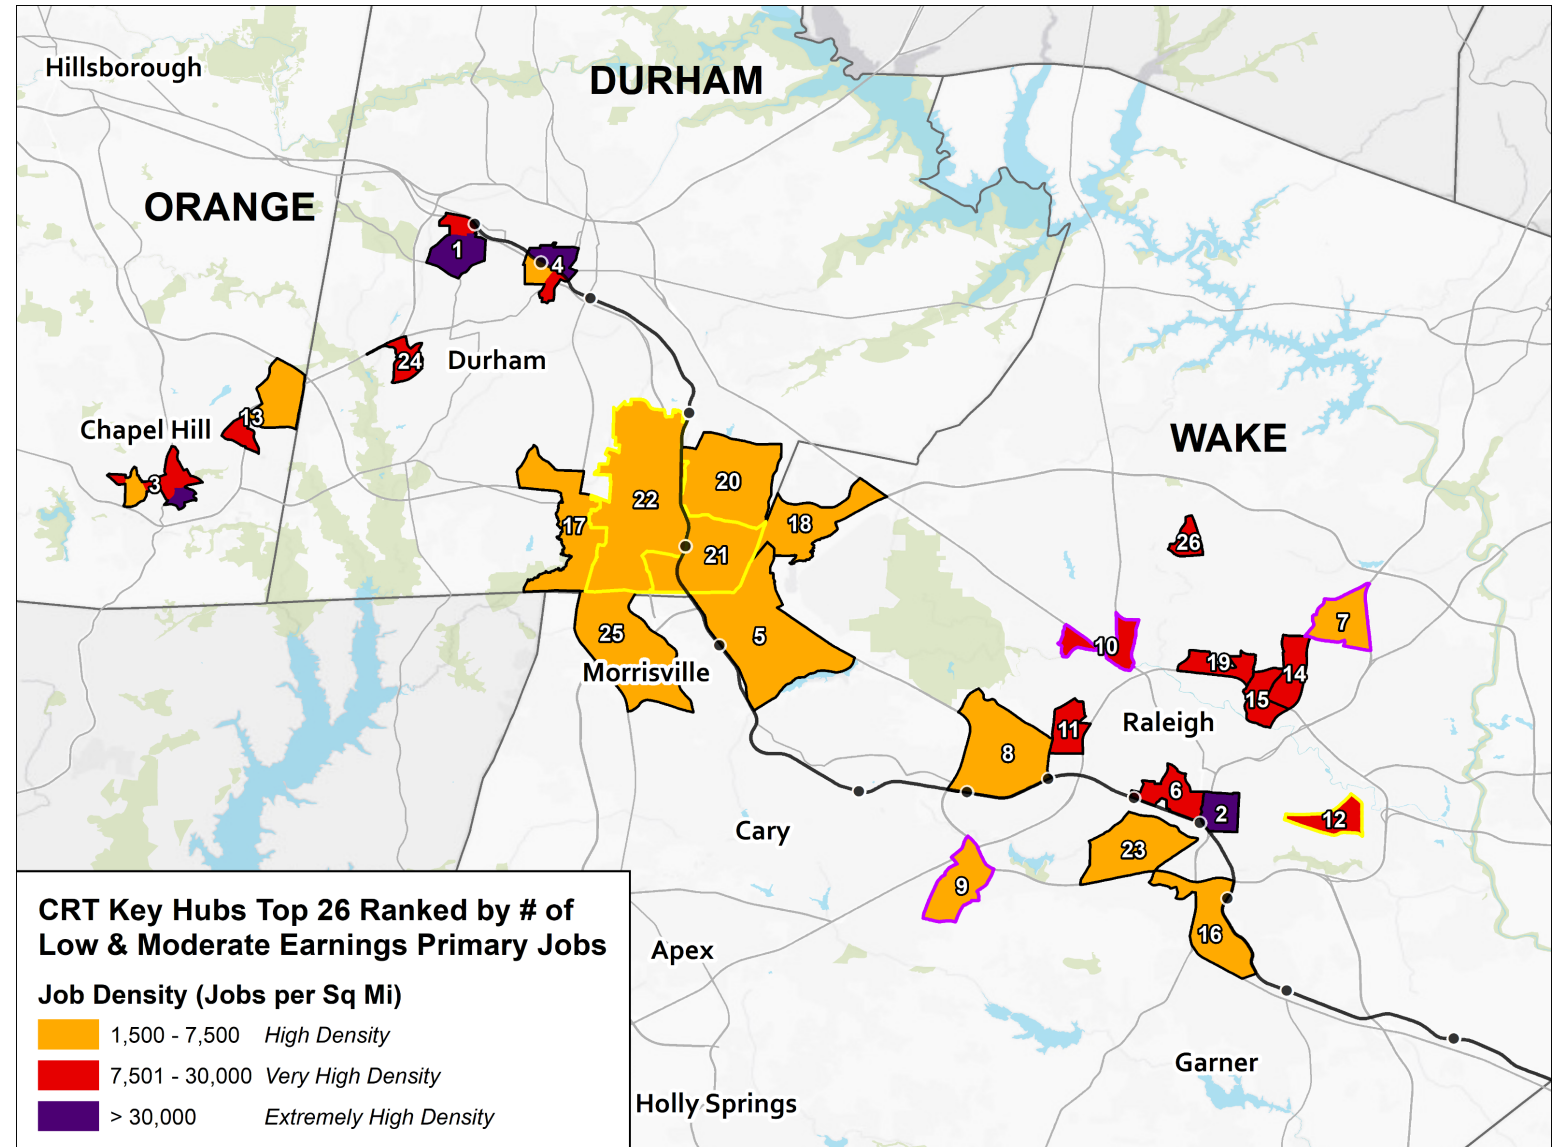 Hillsborough
DURHAM
ORANGE
1
4
24
Durham
13
Chapel Hill
WAKE
3
20
22
18
17
26
21
7
25
5
10
Morrisville
19
14
15
Raleigh
11
8
6
2
12
Cary
23
9
16
Apex
Garner
Holly Springs
CRT Key Hubs Top 26 Ranked by # of
Low & Moderate Earnings Primary Jobs
Job Density (Jobs per Sq Mi)
1,500 - 7,500 High Density
7,501 - 30,000 Very High Density
> 30,000 Extremely High Density